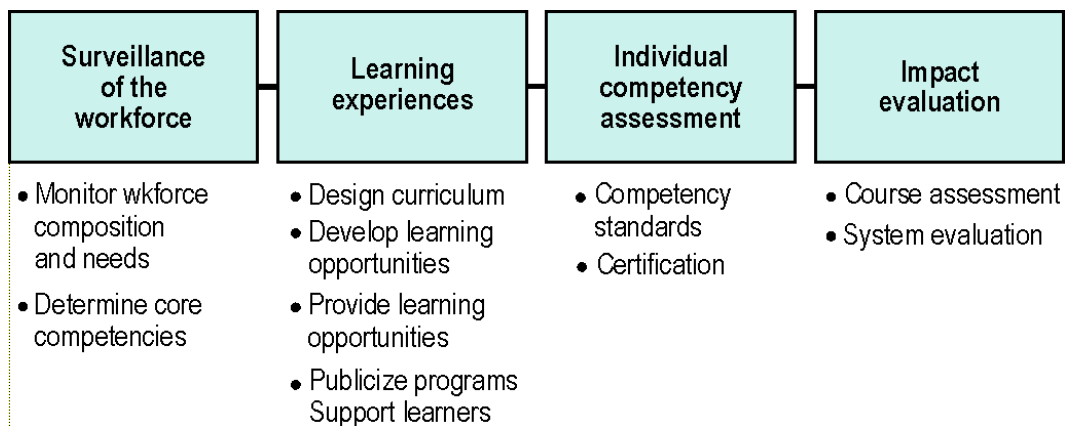 Surveillance
of the
workforce
Learning
experiences
Individual
competency
assessment
Impact
evaluation
• Monitor wkforce
composition
and needs
• Determine core
competencies
• Design curriculum
• Develop learning
opportunities
• Provide learning
opportunities
• Publicize programs
Support learners
• Competency
standards
• Certification
• Course assessment
• System evaluation